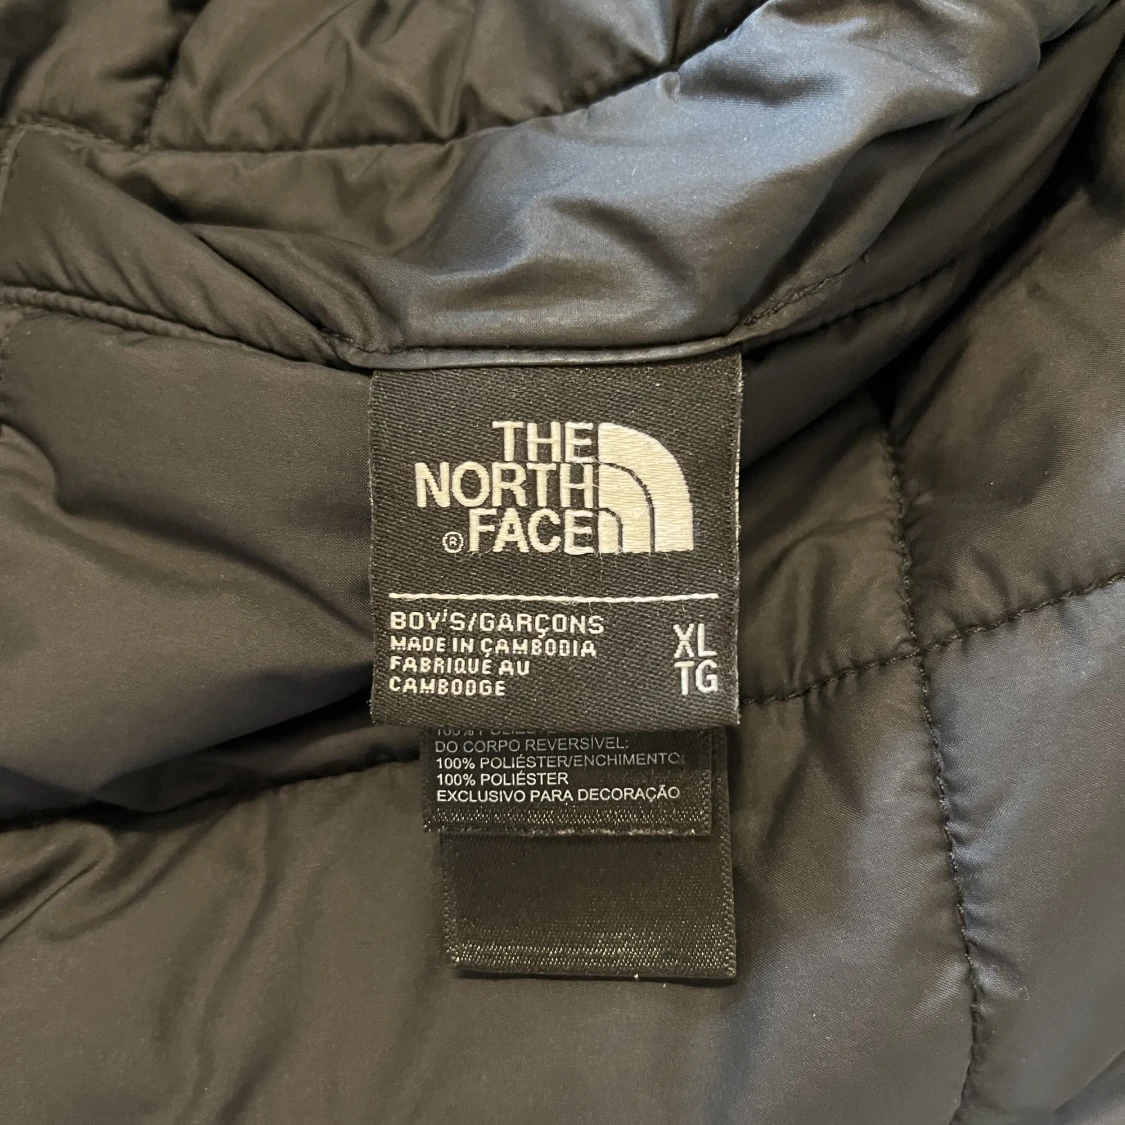 THE
NORTH
FACE
®
BOY'S/GARÇONS
MADE IN CAMBODIA
FABRIQUÉ AU
CAMBODGE
XL
TG
DO CORPO REVERSÍVEL:
100% POLIÉSTER/ENCHIMENTO:
100% POLIÉSTER
EXCLUSIVO PARA DECORAÇÃO